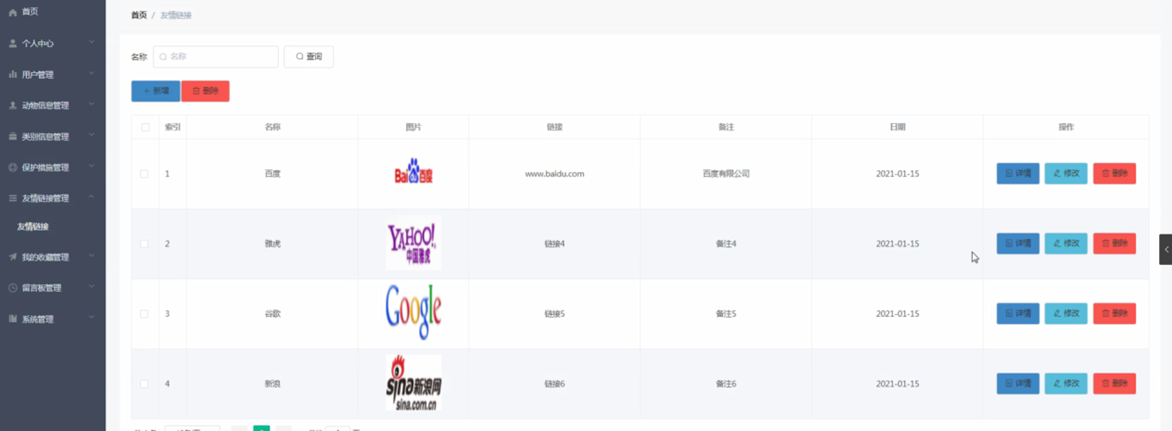 首页
个人中心
用户管理
动物信息管理
类别信息管理
保护措施管理
友情链接管理
友情链接
我的收藏管理
留言板管理
系统管理
首页 / 友情链接
名称 名称 查询
+ 新增 删除
索引 名称 图片 链接 备注 日期 操作
1 百度 Bai百度 www.baidu.com 百度有限公司 2021-01-15 详情 修改 删除
2 雅虎 YAHOO! 中国雅虎 链接4 备注4 2021-01-15 详情 修改 删除
3 谷歌 Google 链接5 备注5 2021-01-15 详情 修改 删除
4 新浪 sina新浪网 sina.com.cn 链接6 备注6 2021-01-15 详情 修改 删除